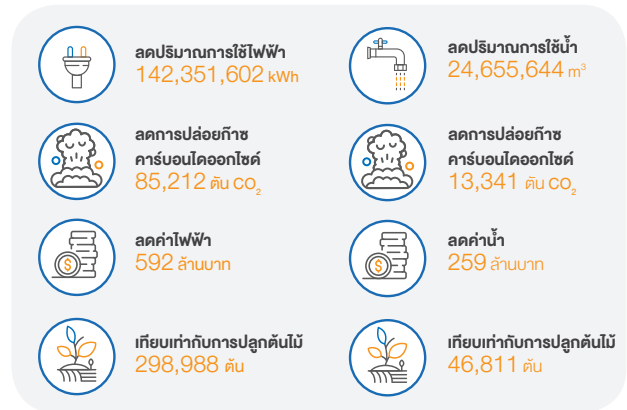 ลดปริมาณการใช้ไฟฟ้า
142,351,602 kWh
ลดการปล่อยก๊าซ
คาร์บอนไดออกไซด์
85,212 ตัน CO₂
ลดค่าไฟฟ้า
592 ล้านบาท
เทียบเท่ากับการปลูกต้นไม้
298,988 ต้น
ลดปริมาณการใช้น้ำ
24,655,644 m³
ลดการปล่อยก๊าซ
คาร์บอนไดออกไซด์
13,341 ตัน CO₂
ลดค่าน้ำ
259 ล้านบาท
เทียบเท่ากับการปลูกต้นไม้
46,811 ต้น